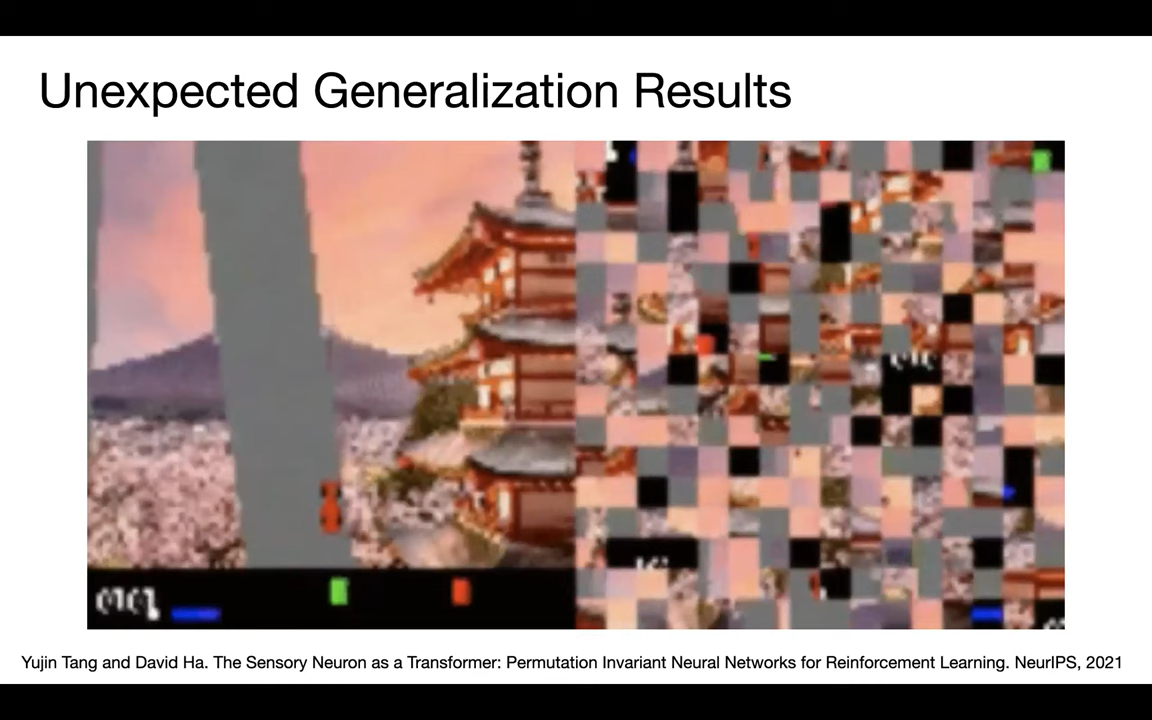 Unexpected Generalization Results
Yujin Tang and David Ha. The Sensory Neuron as a Transformer: Permutation Invariant Neural Networks for Reinforcement Learning. NeurIPS, 2021